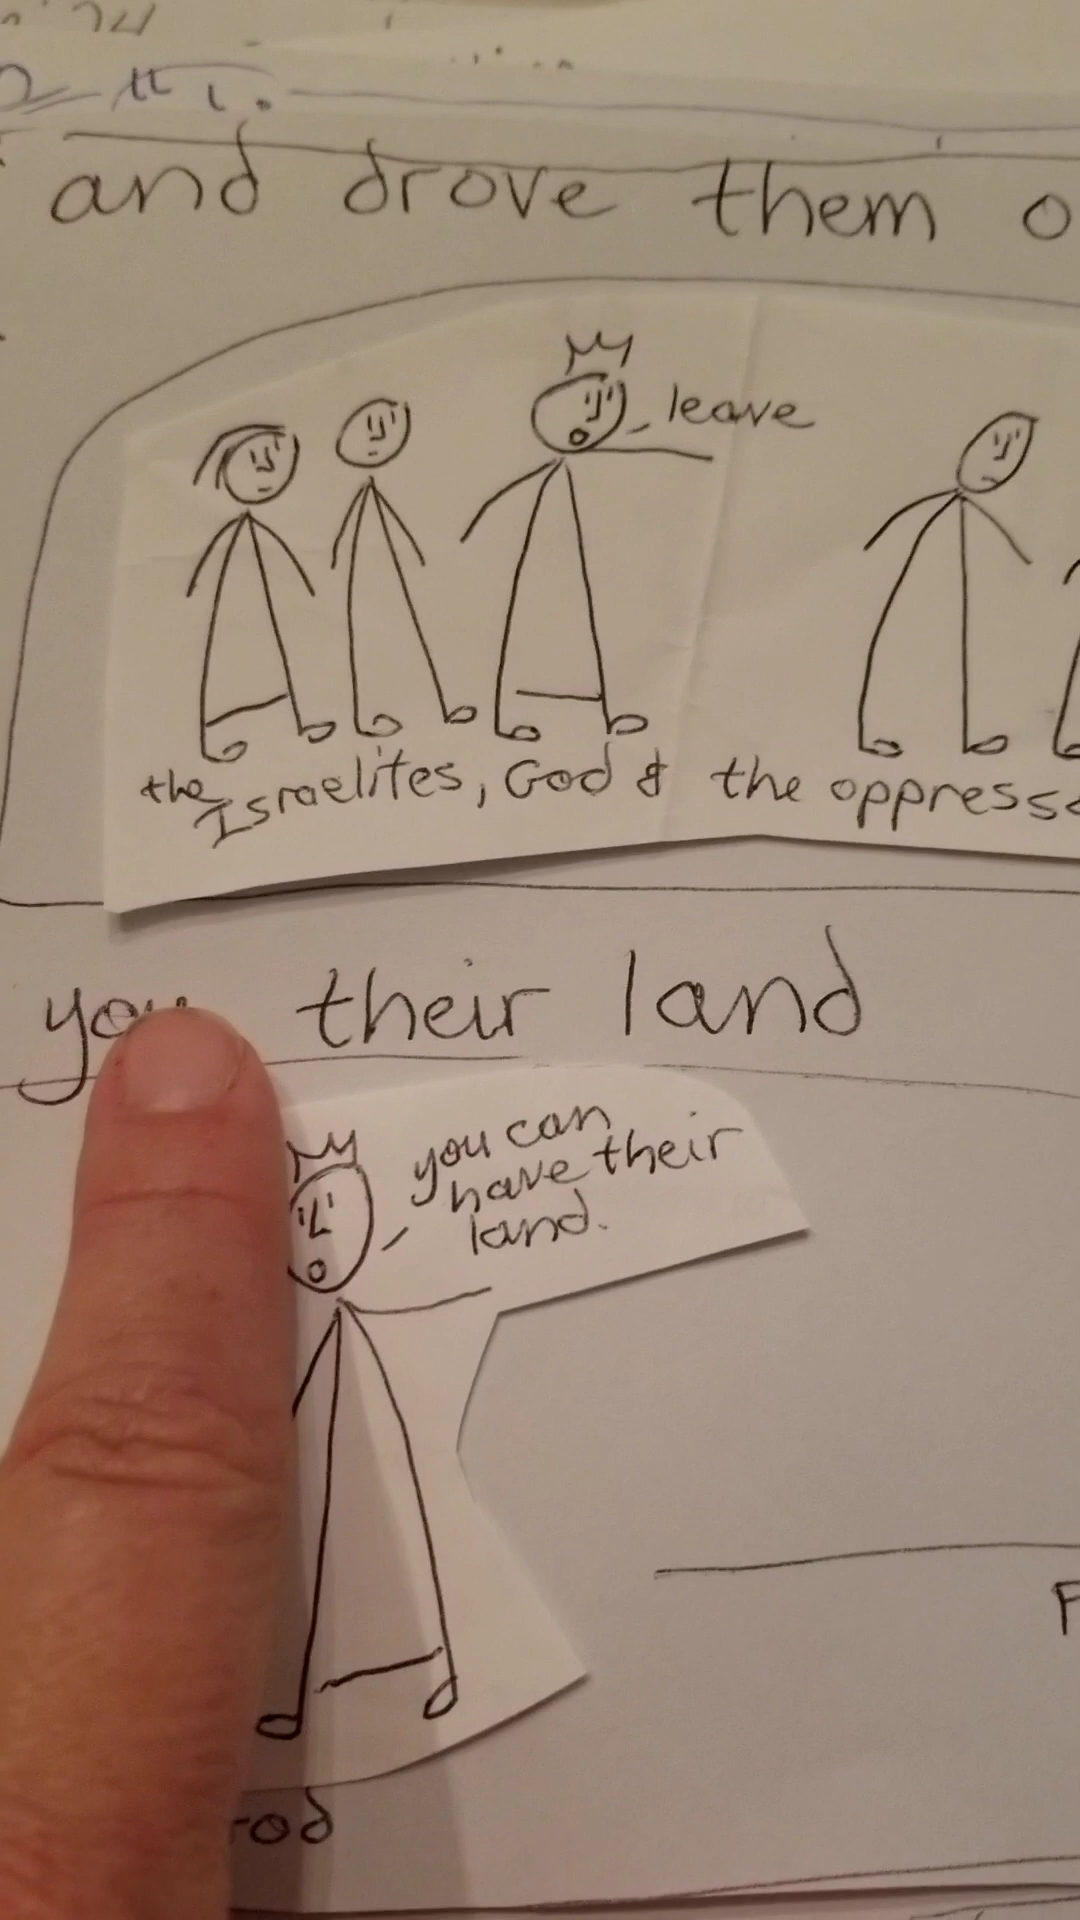 and drove them
leave
the Israelites, God & the
their land
you can
have their
land.